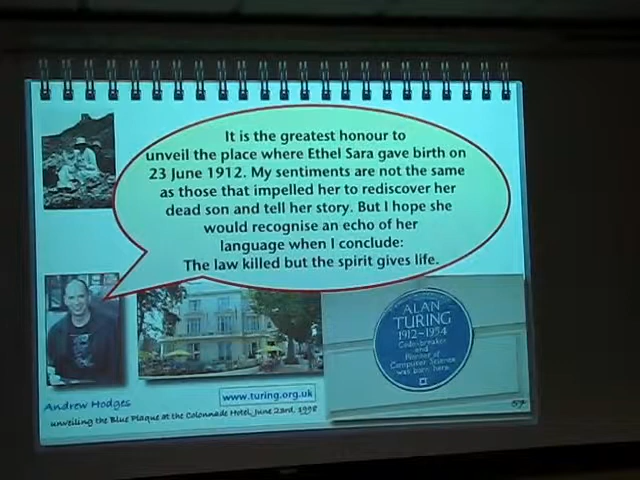 It is the greatest honour to
unveil the place where Ethel Sara gave birth on
23 June 1912. My sentiments are not the same
as those that impelled her to rediscover her
dead son and tell her story. But I hope she
would recognise an echo of her
language when I conclude:
The law killed but the spirit gives life.
ALAN
TURING
1912-1954
Code-breaker
and
Pioneer of
Computer Science
was born here
www.turing.org.uk
Andrew Hodges
unveiling the Blue Plaque at the Colonnade Hotel, June 23rd, 1998
57